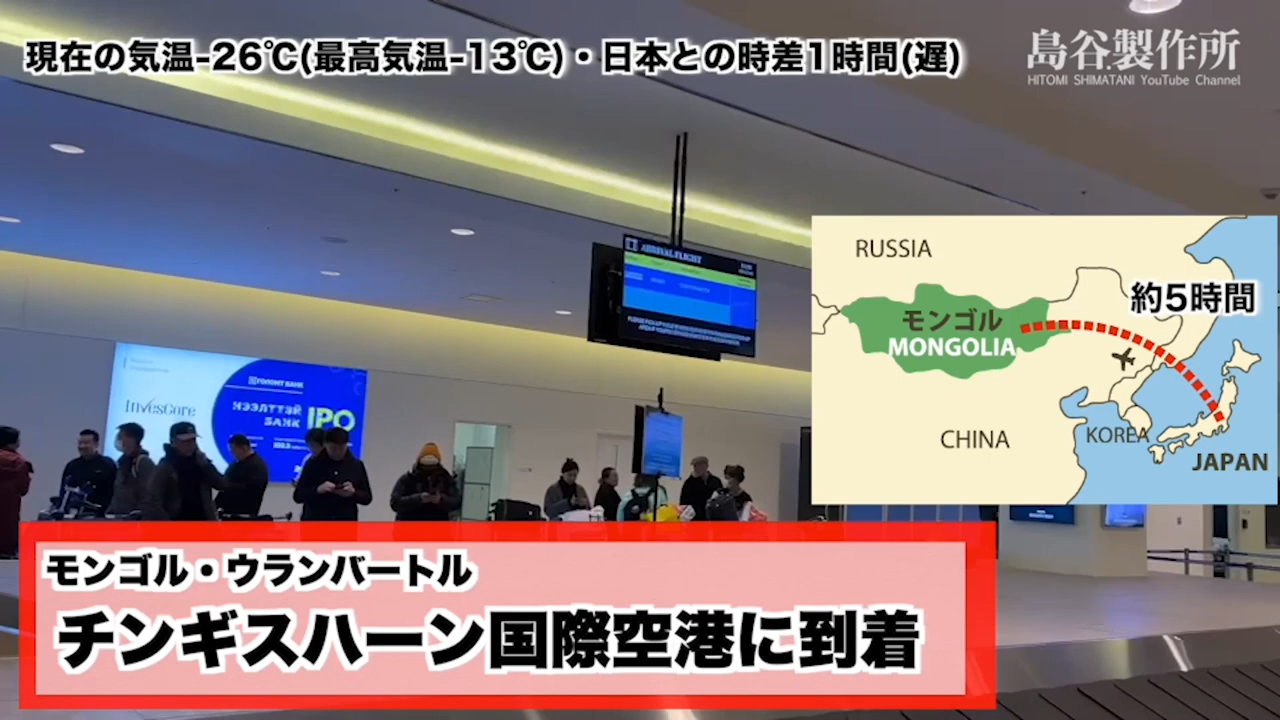 現在の気温-26℃(最高気温-13℃)・日本との時差1時間(遅)
島谷製作所
HITOMI SHIMATANI YouTube Channel
ARRIVAL FLIGHT
RUSSIA
約5時間
モンゴル
MONGOLIA
CHINA
KOREA
JAPAN
ГОЛОМТ БАНК
InvesCore
НЭЭЛТТЭЙ
БАНК IPO
モンゴル・ウランバートル
チンギスハーン国際空港に到着